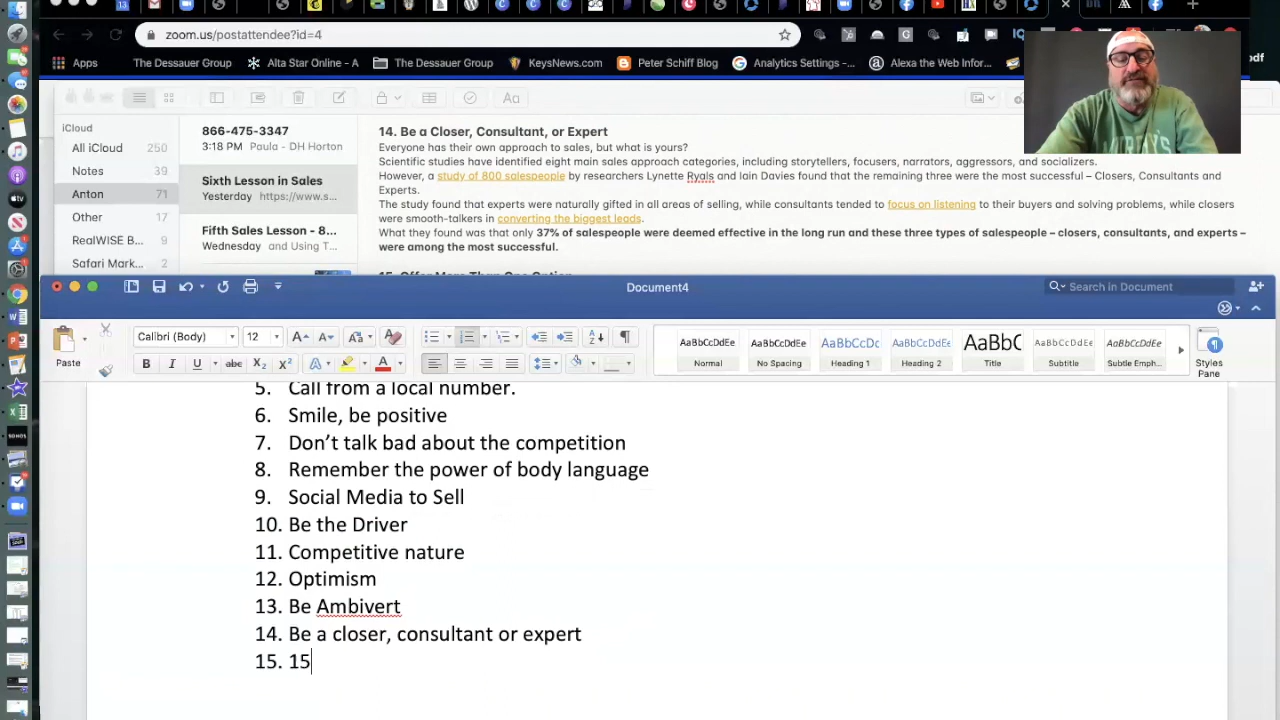 zoom.us/postattendee?id=4
Apps The Dessauer Group Alta Star Online - A The Dessauer Group KeysNews.com Peter Schiff Blog Analytics Settings -... Alexa the Web Infor... pdf
iCloud
All iCloud 250
Notes 39
Anton 71
Other 17
RealWISE B... 9
Safari Mark... 2
866-475-3347
3:18 PM Paula - DH Horton
Sixth Lesson in Sales
Yesterday https://www.s...
Fifth Sales Lesson - 8...
Wednesday and Using T...
14. Be a Closer, Consultant, or Expert
Everyone has their own approach to sales, but what is yours?
Scientific studies have identified eight main sales approach categories, including storytellers, focusers, narrators, aggressors, and socializers.
However, a study of 800 salespeople by researchers Lynette Ryals and Iain Davies found that the remaining three were the most successful – Closers, Consultants and
Experts.
The study found that experts were naturally gifted in all areas of selling, while consultants tended to focus on listening to their buyers and solving problems, while closers
were smooth-talkers in converting the biggest leads.
What they found was that only 37% of salespeople were deemed effective in the long run and these three types of salespeople – closers, consultants, and experts –
were among the most successful.
15. Offer More Than One Option
Document4
Search in Document
Paste
Calibri (Body) 12
Aa
B I U abc X2 X2
AaBbCcDdEe AaBbCcDdEe AaBbCcDc AaBbCcDdEe AaBbC AaBbCcDdEe AaBbCcDdEe
Normal No Spacing Heading 1 Heading 2 Title Subtitle Subtle Emph...
Styles
Pane
5. Call from a local number.
6. Smile, be positive
7. Don’t talk bad about the competition
8. Remember the power of body language
9. Social Media to Sell
10. Be the Driver
11. Competitive nature
12. Optimism
13. Be Ambivert
14. Be a closer, consultant or expert
15. 15